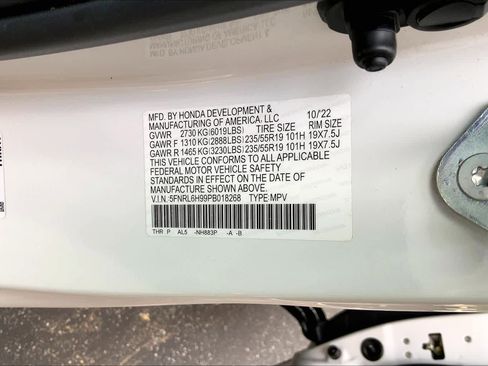 MFD. BY HONDA DEVELOPMENT & 10/'22
MANUFACTURING OF AMERICA, LLC
GVWR 2730 KG(6019LBS) TIRE SIZE RIM SIZE
GAWR F 1310 KG(2888LBS) 235/55R19 101H 19X7.5J
GAWR R 1465 KG(3230LBS) 235/55R19 101H 19X7.5J
THIS VEHICLE CONFORMS TO ALL APPLICABLE
FEDERAL MOTOR VEHICLE SAFETY
STANDARDS IN EFFECT ON THE DATE OF
MANUFACTURE SHOWN ABOVE.
V.I.N.:5FNRL6H99PB018268 TYPE:MPV
THR P AL5 -NH883P -A -B